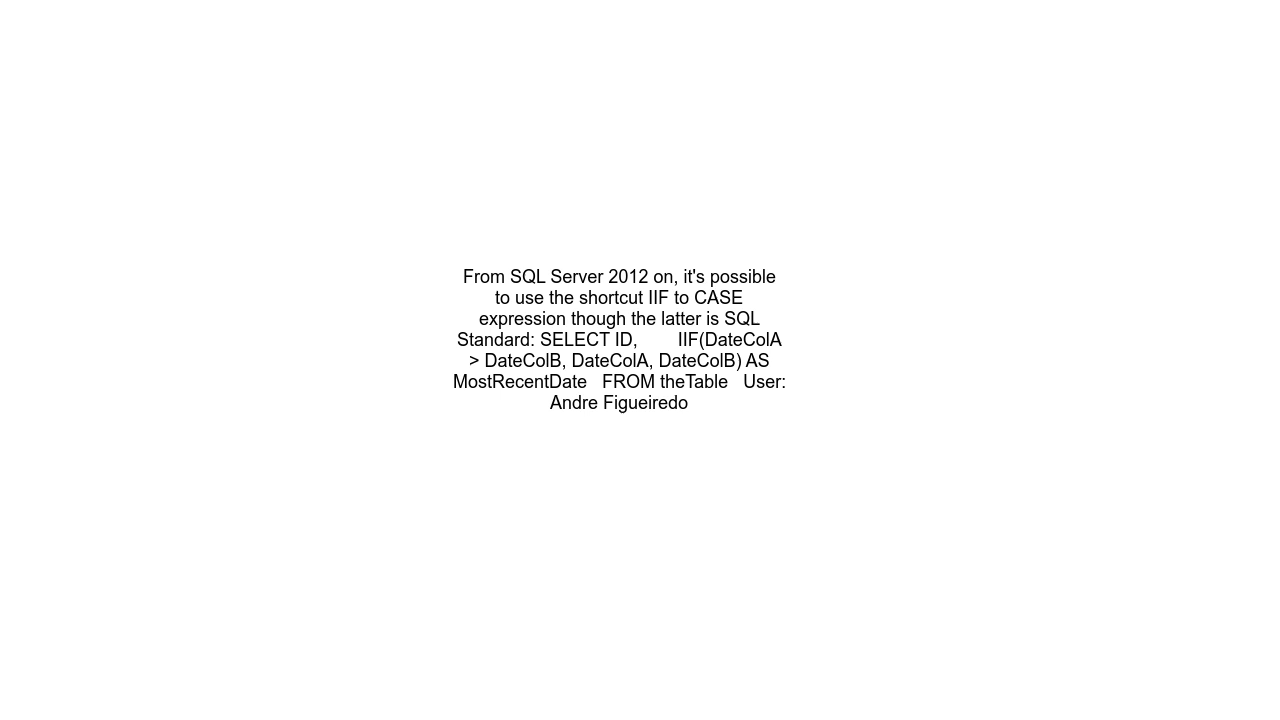 From SQL Server 2012 on, it's possible
to use the shortcut IIF to CASE
expression though the latter is SQL
Standard: SELECT ID,        IIF(DateColA
> DateColB, DateColA, DateColB) AS
MostRecentDate   FROM theTable   User:
Andre Figueiredo